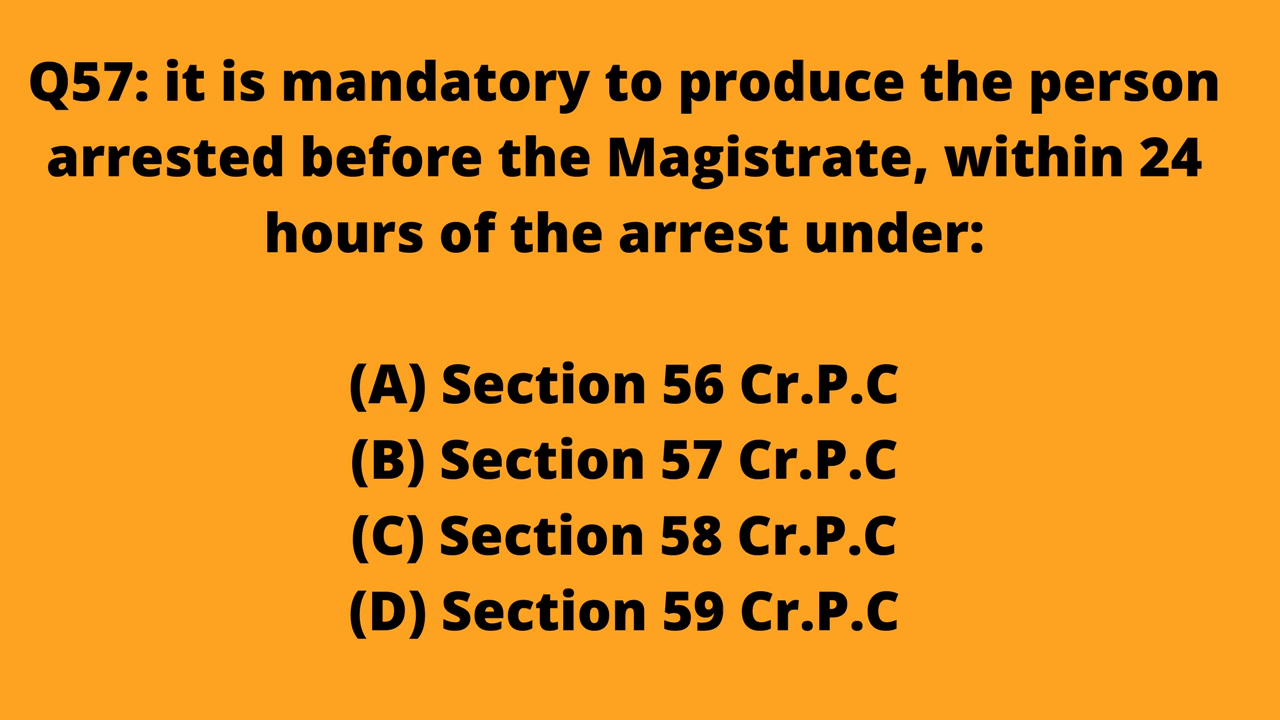 Q57: it is mandatory to produce the person
arrested before the Magistrate, within 24
hours of the arrest under:
(A) Section 56 Cr.P.C
(B) Section 57 Cr.P.C
(C) Section 58 Cr.P.C
(D) Section 59 Cr.P.C